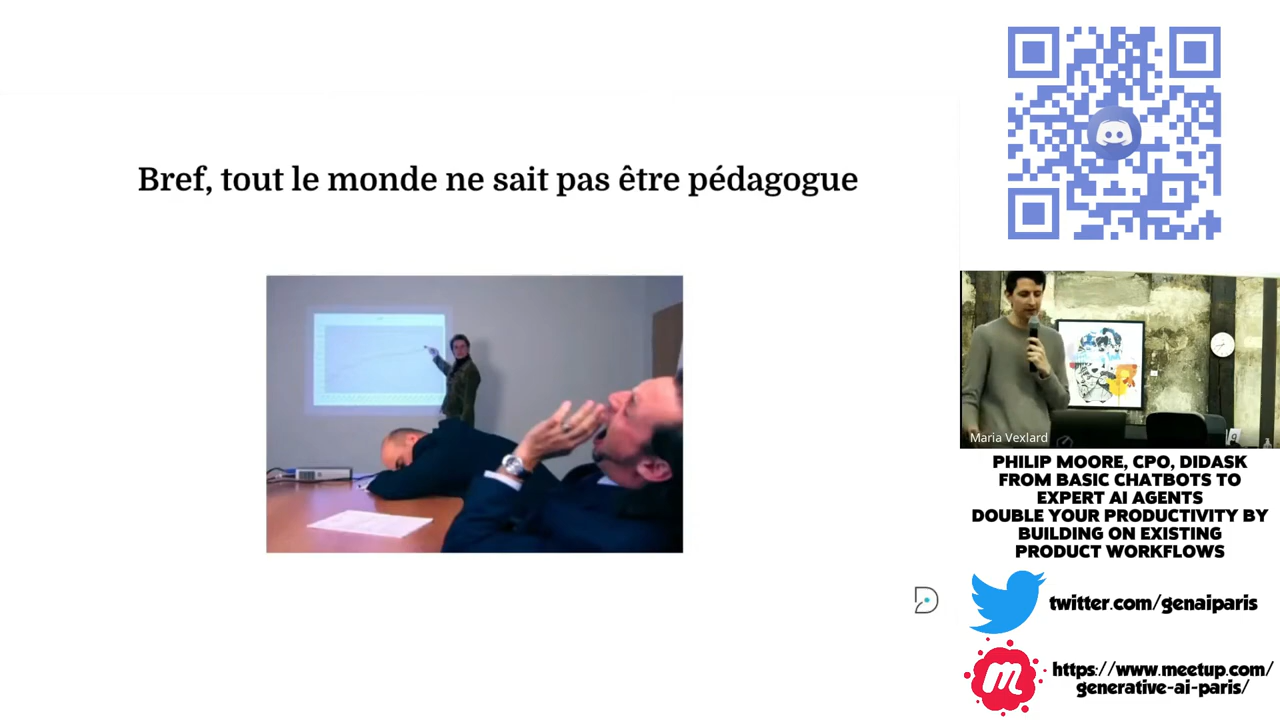 Bref, tout le monde ne sait pas être pédagogue
Maria Vexlard
PHILIP MOORE, CPO, DIDASK
FROM BASIC CHATBOTS TO
EXPERT AI AGENTS
DOUBLE YOUR PRODUCTIVITY BY
BUILDING ON EXISTING
PRODUCT WORKFLOWS
twitter.com/genaiparis
https://www.meetup.com/
generative-ai-paris/